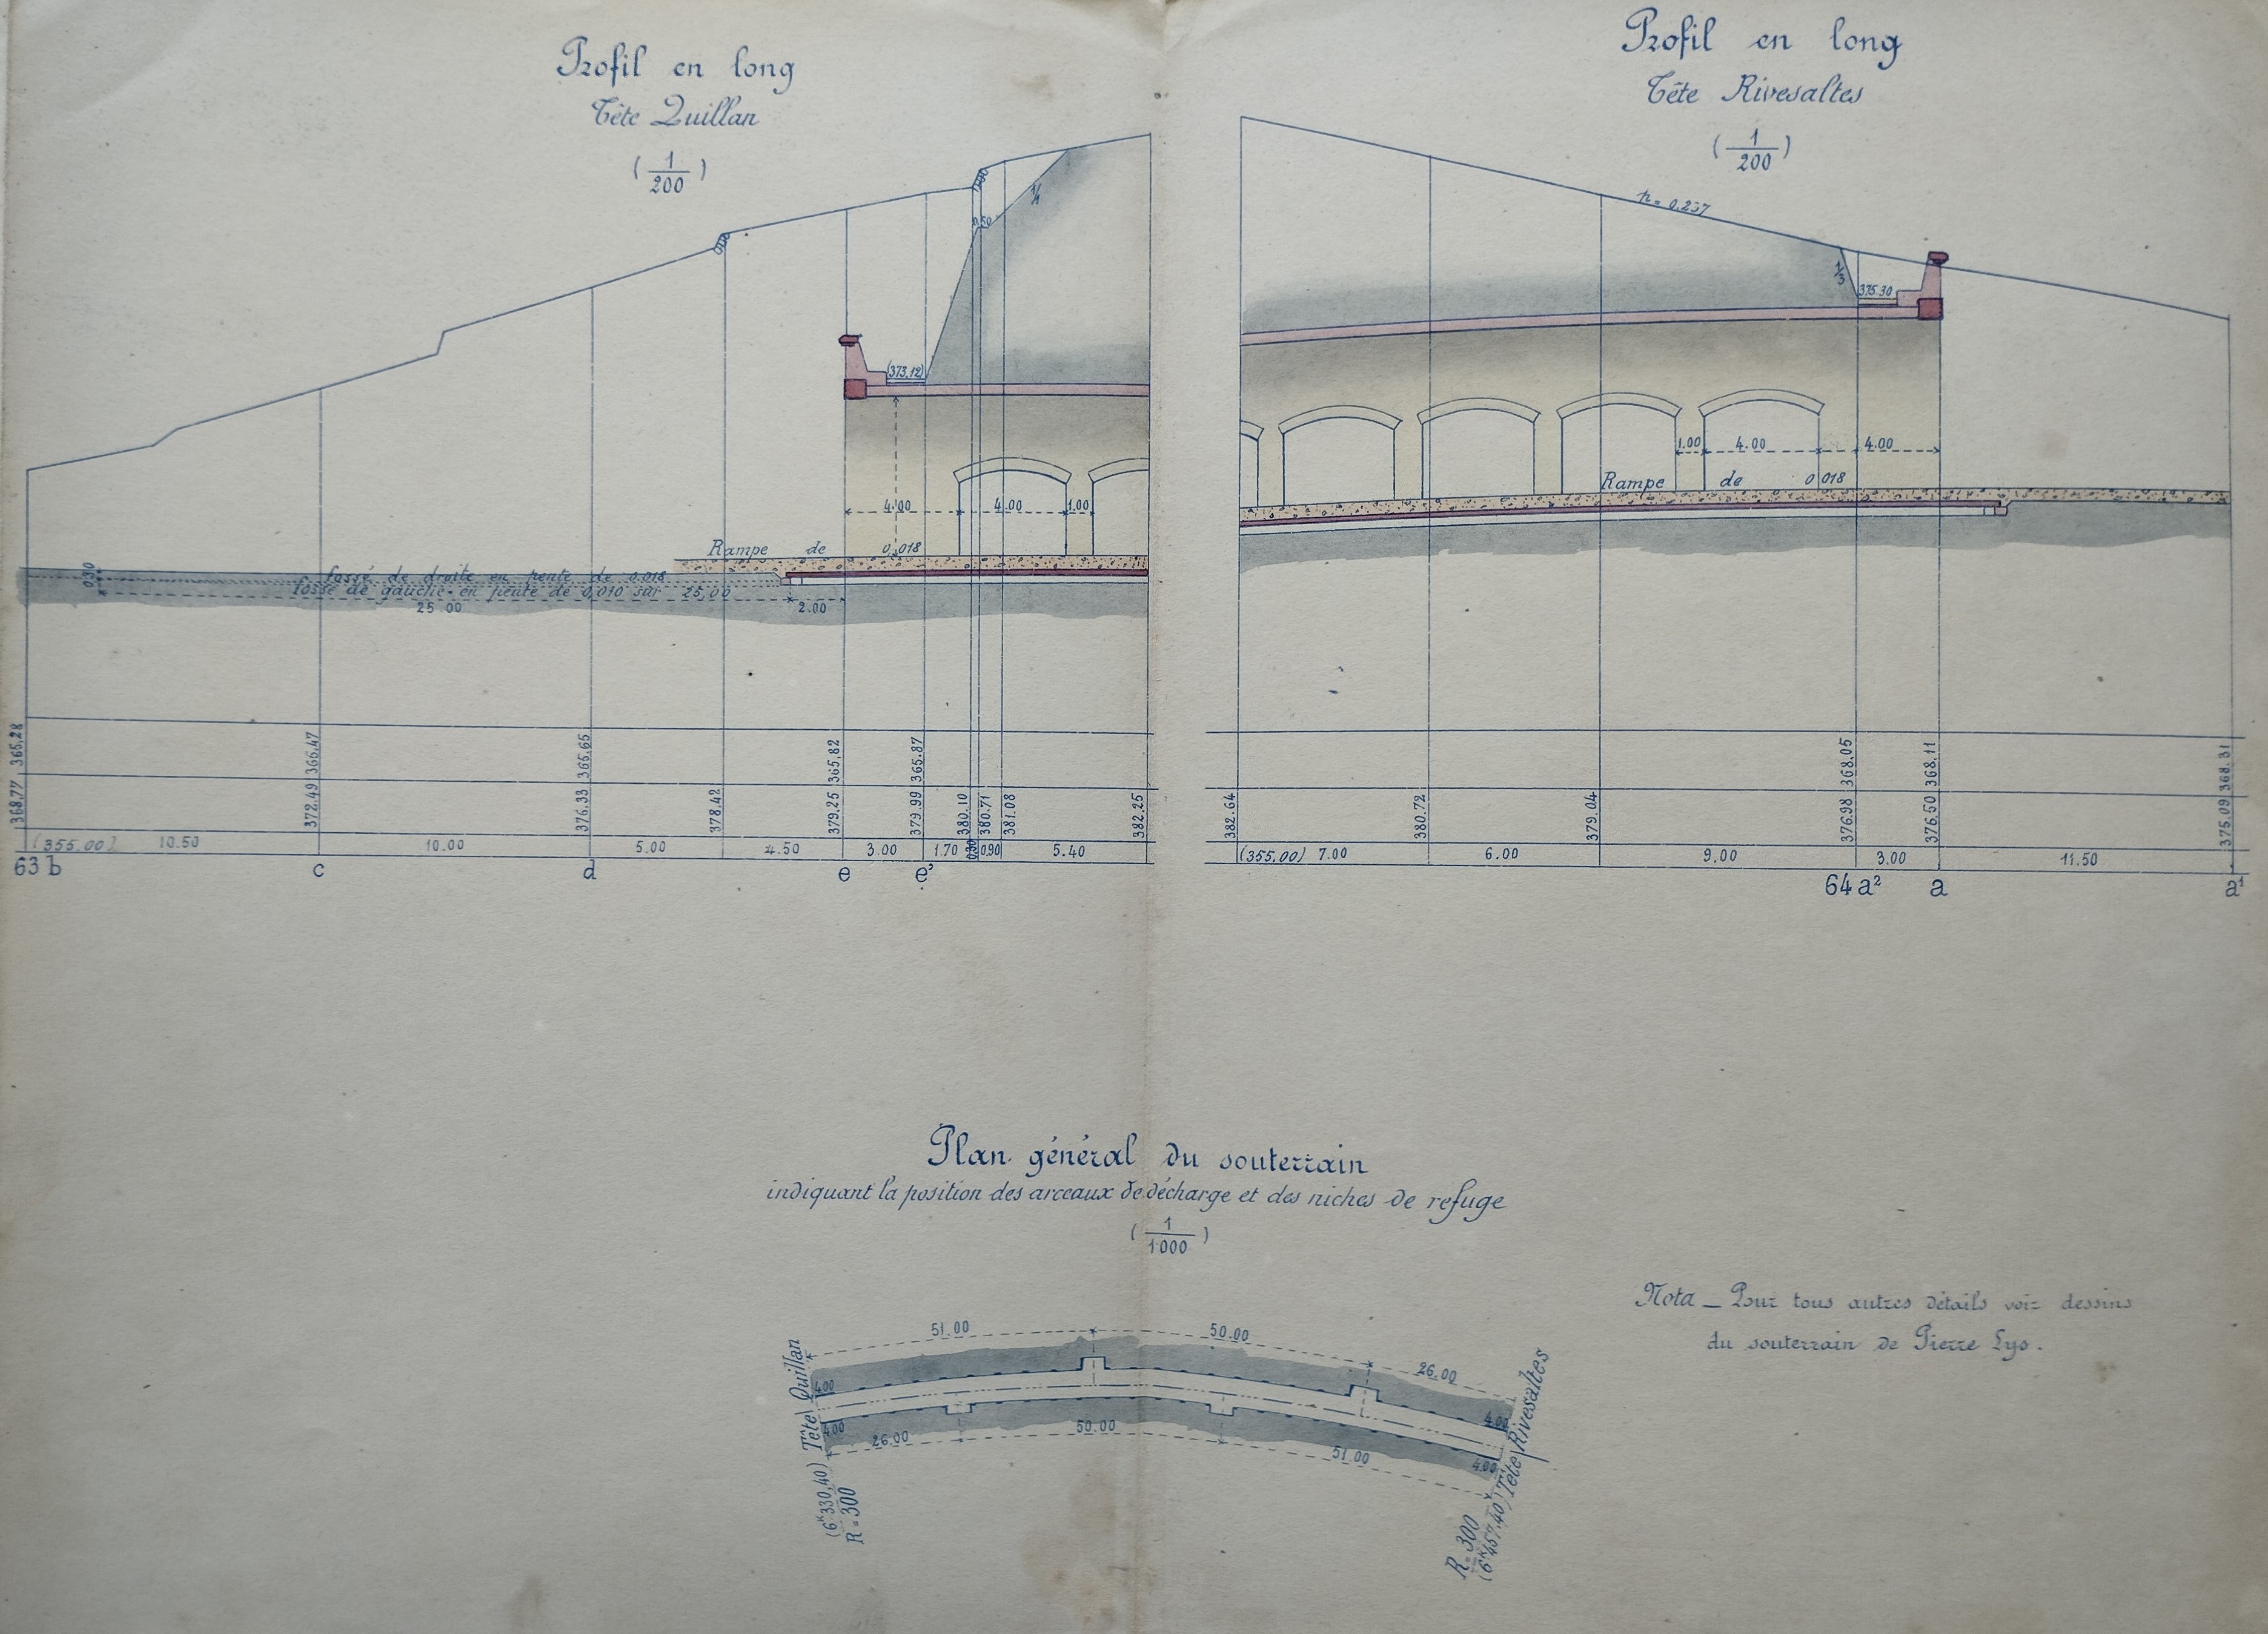 Profil en long
Tête Quillan
( 1/200 )
1/1
0,50
(373,12)
4.00
4.00
1.00
Rampe de 0,018
0.30
fossé de droite en pente de 0.018
fossé de gauche en pente de 0,010 sur 25,00
25.00
2.00
365,28
365.47
365.65
365,82
365.87
368.77
372.49
376.33
378.42
379.25
379.99
380.10
380.71
381.08
382.25
(355.00)
10.50
10.00
5.00
4.50
3.00
1.70
0.30
0.90
5.40
63 b
c
d
e
e'
Profil en long
Tête Rivesaltes
( 1/200 )
p = 0.237
1/3
375.30
1.00
4.00
4.00
Rampe de 0,018
368.05
368.11
368.31
382.64
380.72
379.04
376.98
376.50
375.09
(355.00)
7.00
6.00
9.00
3.00
11.50
64 a²
a
a¹
Plan général du souterrain
indiquant la position des arceaux de décharge et des niches de refuge
( 1/1000 )
51.00
50.00
26.00
4.00
4.00
4.00
4.00
26.00
50.00
51.00
Tête Quillan
(6ᴷ330,40)
R = 300
Tête Rivesaltes
(6ᴷ457.40)
R = 300
Nota _ Pour tous autres détails voir dessins
du souterrain de Pierre Lys.